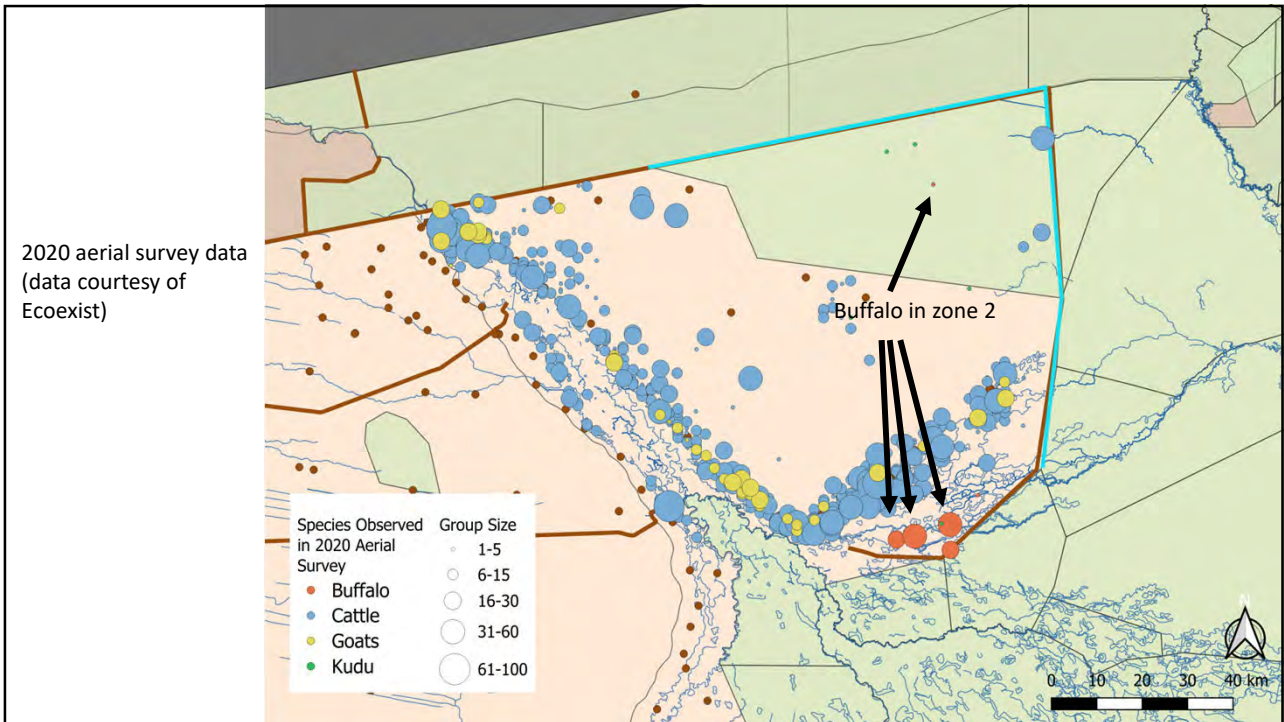 2020 aerial survey data
(data courtesy of
Ecoexist)
Buffalo in zone 2
Species Observed
in 2020 Aerial
Survey
Buffalo
Cattle
Goats
Kudu
Group Size
1-5
6-15
16-30
31-60
61-100
N
0 10 20 30 40 km